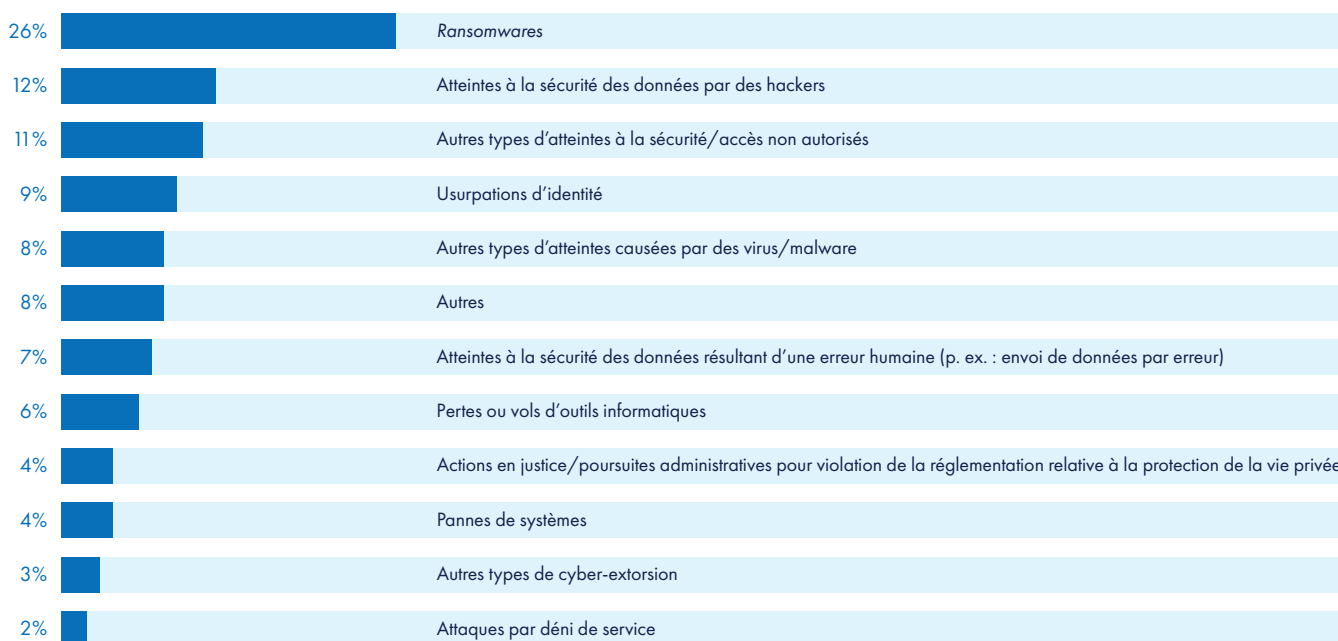 26% Ransomwares
12% Atteintes à la sécurité des données par des hackers
11% Autres types d’atteintes à la sécurité/accès non autorisés
9% Usurpations d’identité
8% Autres types d’atteintes causées par des virus/malware
8% Autres
7% Atteintes à la sécurité des données résultant d’une erreur humaine (p. ex. : envoi de données par erreur)
6% Pertes ou vols d’outils informatiques
4% Actions en justice/poursuites administratives pour violation de la réglementation relative à la protection de la vie privée
4% Pannes de systèmes
3% Autres types de cyber-extorsion
2% Attaques par déni de service